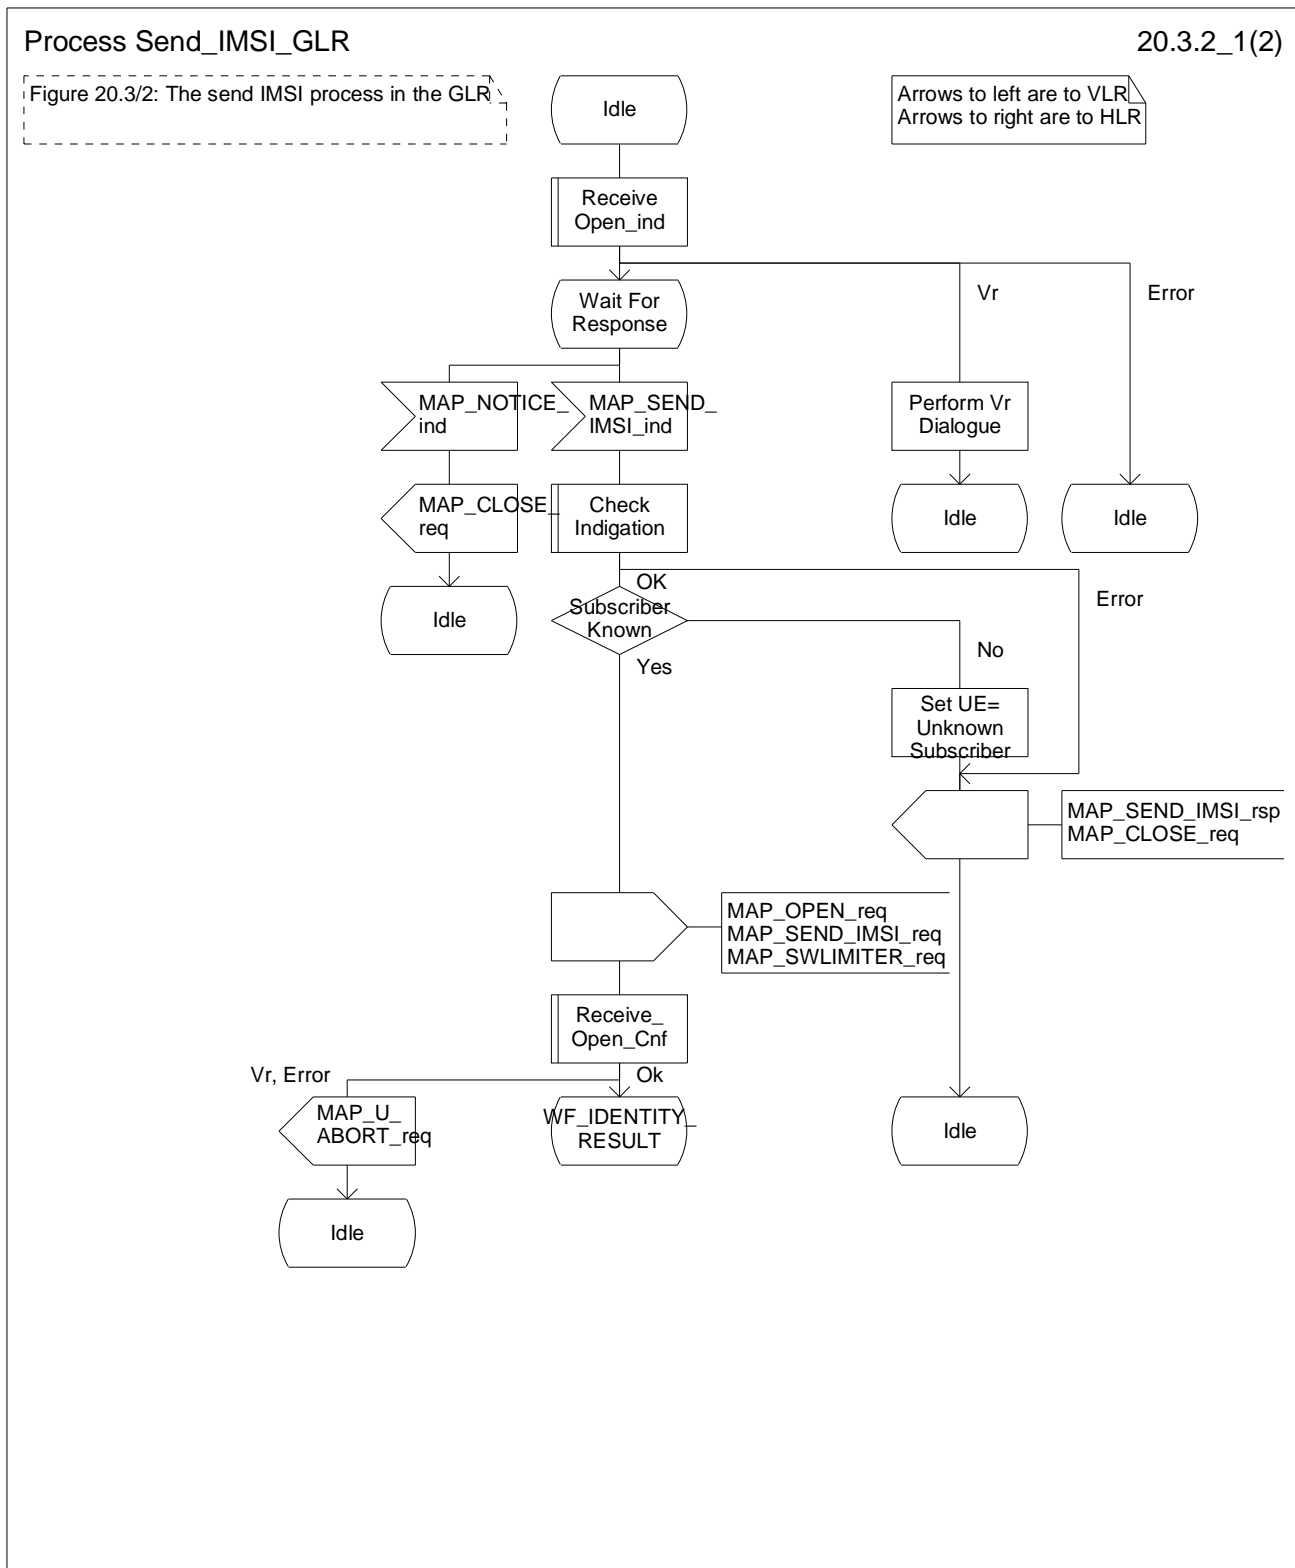 Process Send_IMSI_GLR
20.3.2_1(2)
Figure 20.3/2: The send IMSI process in the GLR
Idle
Arrows to left are to VLR
Arrows to right are to HLR
Receive
Open_ind
Wait For
Response
Vr
Error
MAP_NOTICE_
ind
MAP_SEND_
IMSI_ind
Perform Vr
Dialogue
MAP_CLOSE_
req
Check
Indigation
Idle
Idle
OK
Error
Idle
Subscriber
Known
No
Yes
Set UE=
Unknown
Subscriber
MAP_SEND_IMSI_rsp
MAP_CLOSE_req
MAP_OPEN_req
MAP_SEND_IMSI_req
MAP_SWLIMITER_req
Receive_
Open_Cnf
Vr, Error
Ok
MAP_U_
ABORT_req
WF_IDENTITY_
RESULT
Idle
Idle